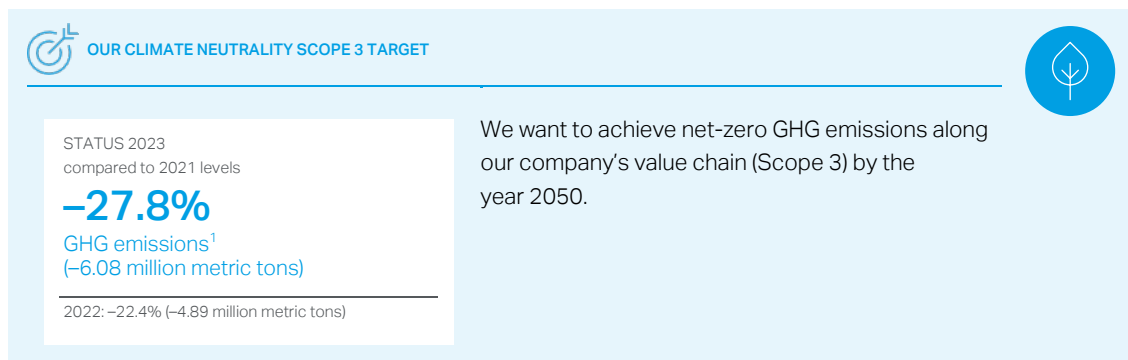 OUR CLIMATE NEUTRALITY SCOPE 3 TARGET
STATUS 2023
compared to 2021 levels
–27.8%
GHG emissions¹
(–6.08 million metric tons)
2022: –22.4% (–4.89 million metric tons)
We want to achieve net-zero GHG emissions along
our company’s value chain (Scope 3) by the
year 2050.